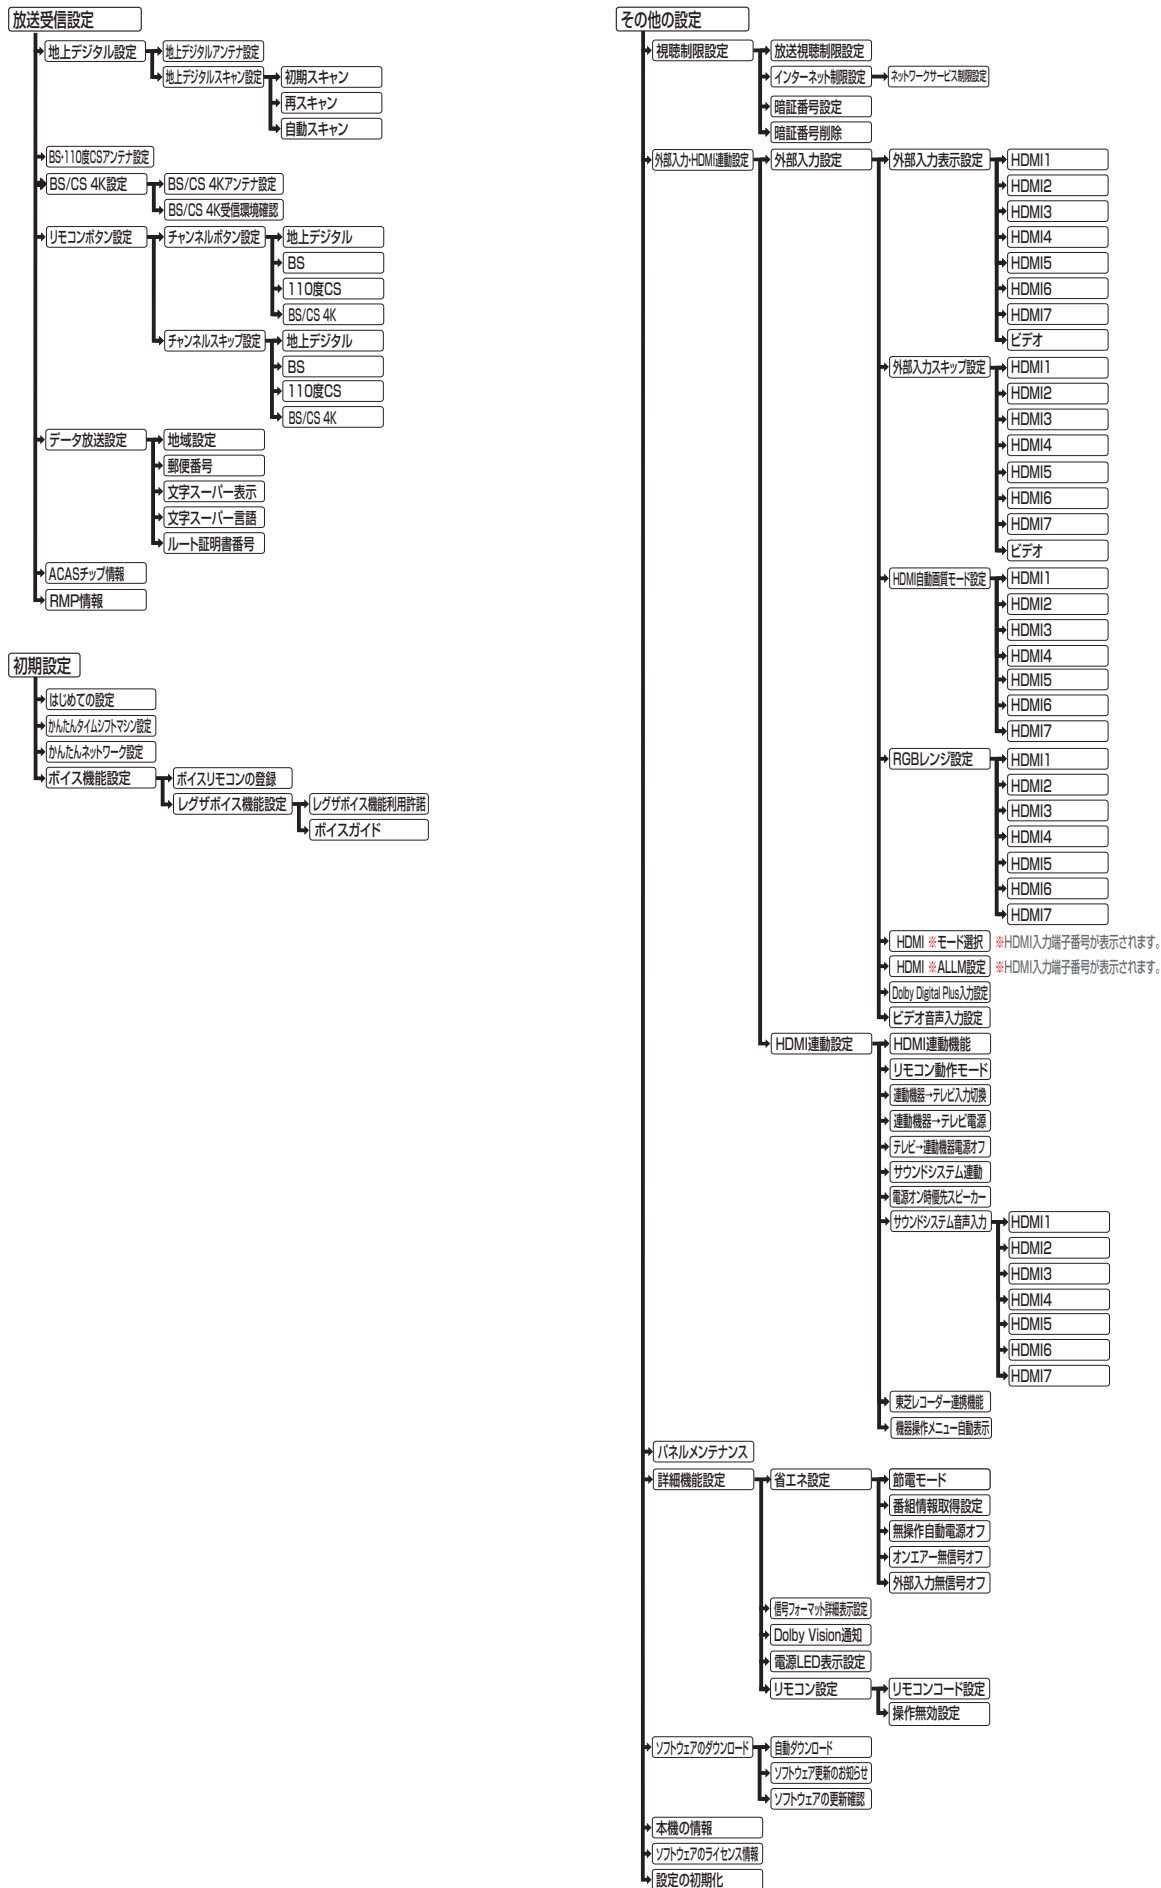 放送受信設定
地上デジタル設定
地上デジタルアンテナ設定
地上デジタルスキャン設定
初期スキャン
再スキャン
自動スキャン
BS・110度CSアンテナ設定
BS/CS 4K設定
BS/CS 4Kアンテナ設定
BS/CS 4K受信環境確認
リモコンボタン設定
チャンネルボタン設定
地上デジタル
BS
110度CS
BS/CS 4K
チャンネルスキップ設定
地上デジタル
BS
110度CS
BS/CS 4K
データ放送設定
地域設定
郵便番号
文字スーパー表示
文字スーパー言語
ルート証明書番号
ACASチップ情報
RMP情報
初期設定
はじめての設定
かんたんタイムシフトマシン設定
かんたんネットワーク設定
ボイス機能設定
ボイスリモコンの登録
レグザボイス機能設定
レグザボイス機能利用許諾
ボイスガイド
その他の設定
視聴制限設定
放送視聴制限設定
インターネット制限設定
ネットワークサービス制限設定
暗証番号設定
暗証番号削除
外部入力・HDMI連動設定
外部入力設定
外部入力表示設定
HDMI1
HDMI2
HDMI3
HDMI4
HDMI5
HDMI6
HDMI7
ビデオ
外部入力スキップ設定
HDMI1
HDMI2
HDMI3
HDMI4
HDMI5
HDMI6
HDMI7
ビデオ
HDMI自動画質モード設定
HDMI1
HDMI2
HDMI3
HDMI4
HDMI5
HDMI6
HDMI7
RGBレンジ設定
HDMI1
HDMI2
HDMI3
HDMI4
HDMI5
HDMI6
HDMI7
HDMI ※モード選択 ※HDMI入力端子番号が表示されます。
HDMI ※ALLM設定 ※HDMI入力端子番号が表示されます。
Dolby Digital Plus入力設定
ビデオ音声入力設定
HDMI連動設定
HDMI連動機能
リモコン動作モード
連動機器→テレビ入力切換
連動機器→テレビ電源
テレビ→連動機器電源オフ
サウンドシステム連動
電源オン時優先スピーカー
サウンドシステム音声入力
HDMI1
HDMI2
HDMI3
HDMI4
HDMI5
HDMI6
HDMI7
東芝レコーダー連携機能
機器操作メニュー自動表示
パネルメンテナンス
詳細機能設定
省エネ設定
節電モード
番組情報取得設定
無操作自動電源オフ
オンエアー無信号オフ
外部入力無信号オフ
信号フォーマット詳細表示設定
Dolby Vision通知
電源LED表示設定
リモコン設定
リモコンコード設定
操作無効設定
ソフトウェアのダウンロード
自動ダウンロード
ソフトウェア更新のお知らせ
ソフトウェアの更新確認
本機の情報
ソフトウェアのライセンス情報
設定の初期化